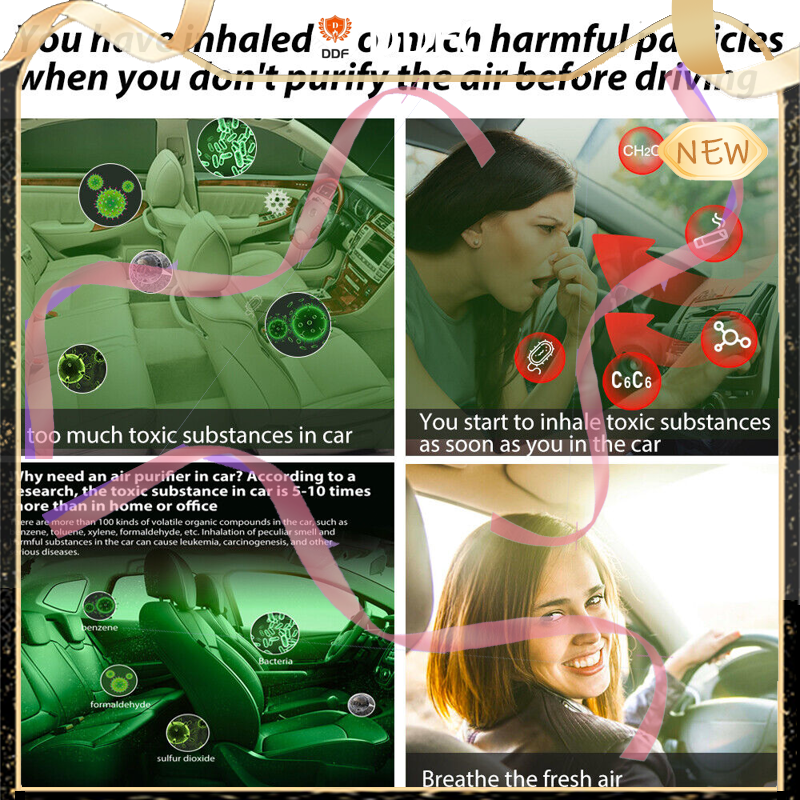 You have inhaled so much harmful particles
when you don't purify the air before driving
D
DDF
CH2O
NEW
C6C6
too much toxic substances in car
You start to inhale toxic substances
as soon as you in the car
Why need an air purifier in car? According to a
research, the toxic substance in car is 5-10 times
more than in home or office
There are more than 100 kinds of volatile organic compounds in the car, such as
benzene, toluene, xylene, formaldehyde, etc. Inhalation of peculiar smell and
harmful substances in the car can cause leukemia, carcinogenesis, and other
various diseases.
benzene
Bacteria
formaldehyde
sulfur dioxide
Breathe the fresh air